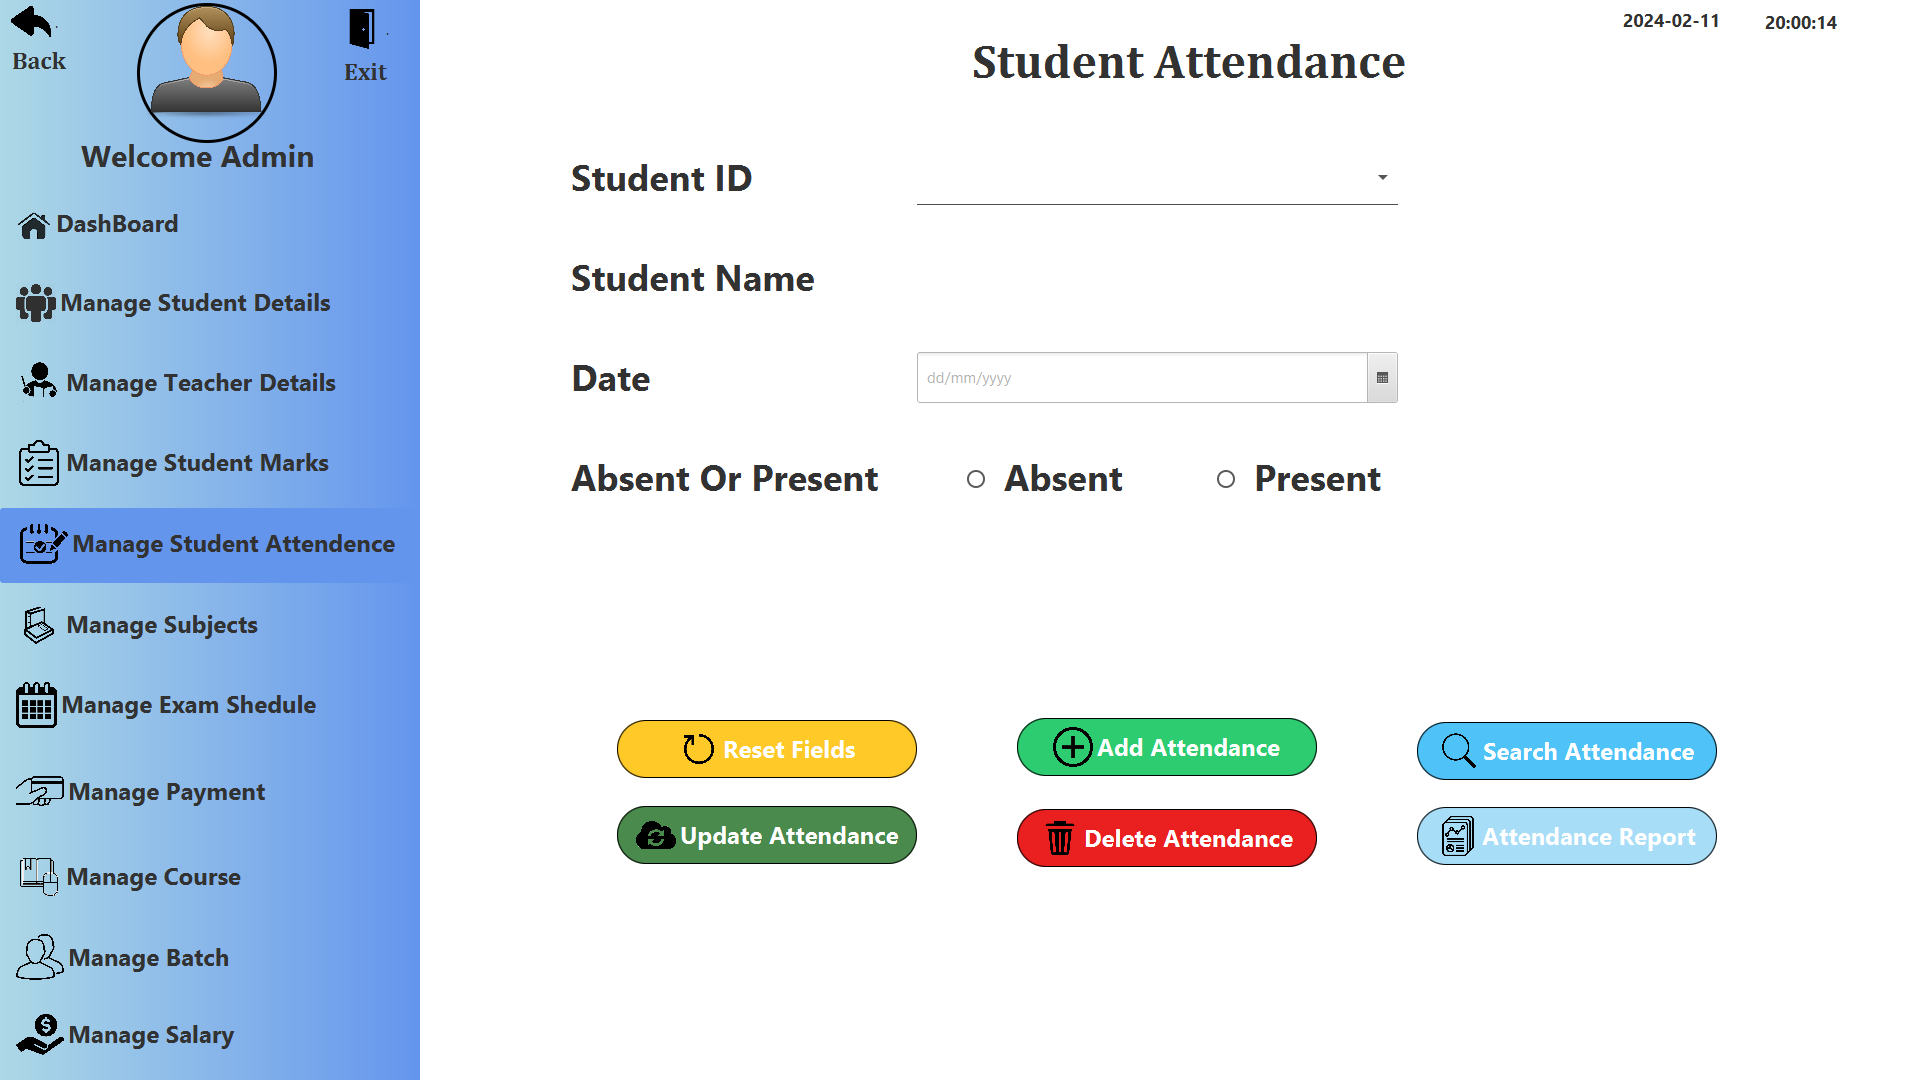 Back
Exit
Welcome Admin
DashBoard
Manage Student Details
Manage Teacher Details
Manage Student Marks
Manage Student Attendence
Manage Subjects
Manage Exam Shedule
Manage Payment
Manage Course
Manage Batch
Manage Salary
2024-02-11 20:00:14
Student Attendance
Student ID
Student Name
Date dd/mm/yyyy
Absent Or Present Absent Present
Reset Fields Add Attendance Search Attendance
Update Attendance Delete Attendance Attendance Report